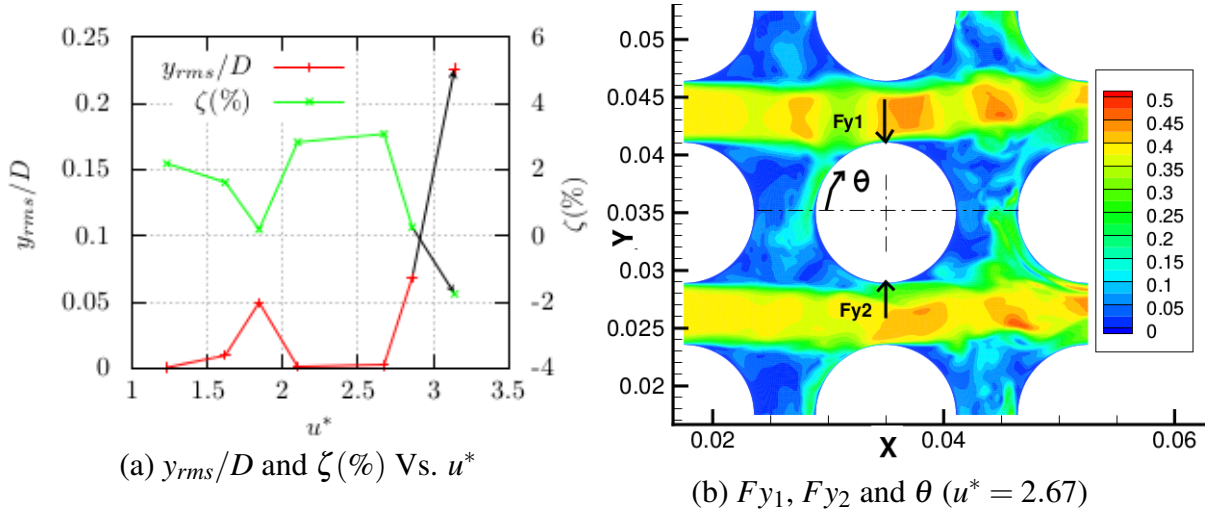 0.25
0.2
0.15
0.1
0.05
0
y_rms/D
y_rms/D
ζ(%)
6
4
2
0
-2
-4
ζ(%)
1 1.5 2 2.5 3 3.5
u*
(a) y_rms/D and ζ(%) Vs. u*
0.05
0.045
0.04
0.035
0.03
0.025
0.02
Y
Fy1
θ
Fy2
0.5
0.45
0.4
0.35
0.3
0.25
0.2
0.15
0.1
0.05
0
0.02 0.04 0.06
X
(b) Fy₁, Fy₂ and θ (u* = 2.67)